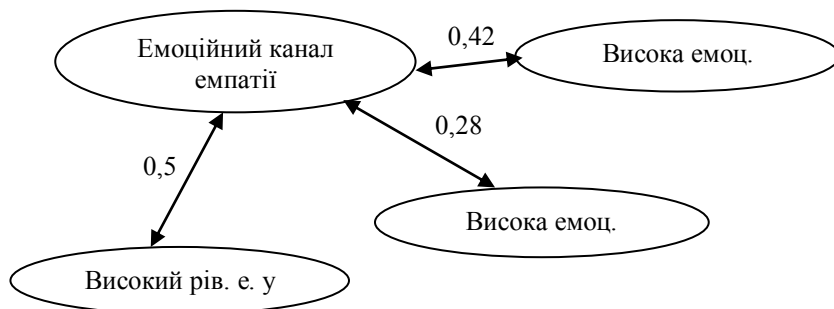 Емоційний канал
емпатії
0,42
Висока емоц.
0,28
0,5
Висока емоц.
Високий рів. е. у